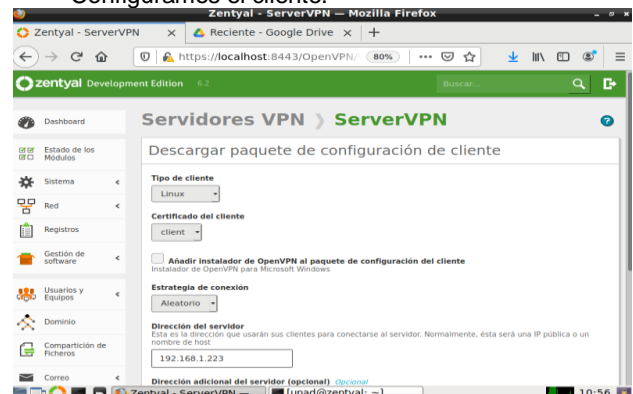 Configuramos el cliente.
Zentyal - ServerVPN — Mozilla Firefox
Zentyal - ServerVPN
Reciente - Google Drive
https://localhost:8443/OpenVPN/
80%
zentyal Development Edition 6.2
Buscar...
Servidores VPN
ServerVPN
Dashboard
Estado de los
Módulos
Sistema
Red
Registros
Gestión de
software
Usuarios y
Equipos
Dominio
Compartición de
Ficheros
Correo
Descargar paquete de configuración de cliente
Tipo de cliente
Linux
Certificado del cliente
client
Añadir instalador de OpenVPN al paquete de configuración del cliente
Instalador de OpenVPN para Microsoft Windows
Estrategia de conexión
Aleatorio
Dirección del servidor
Esta es la dirección que usarán sus clientes para conectarse al servidor. Normalmente, ésta será una IP pública o un
nombre de host
192.168.1.223
Dirección adicional del servidor (opcional) Opcional
Zentyal - ServerVPN —
[unad@zentyal: ~]
10:56